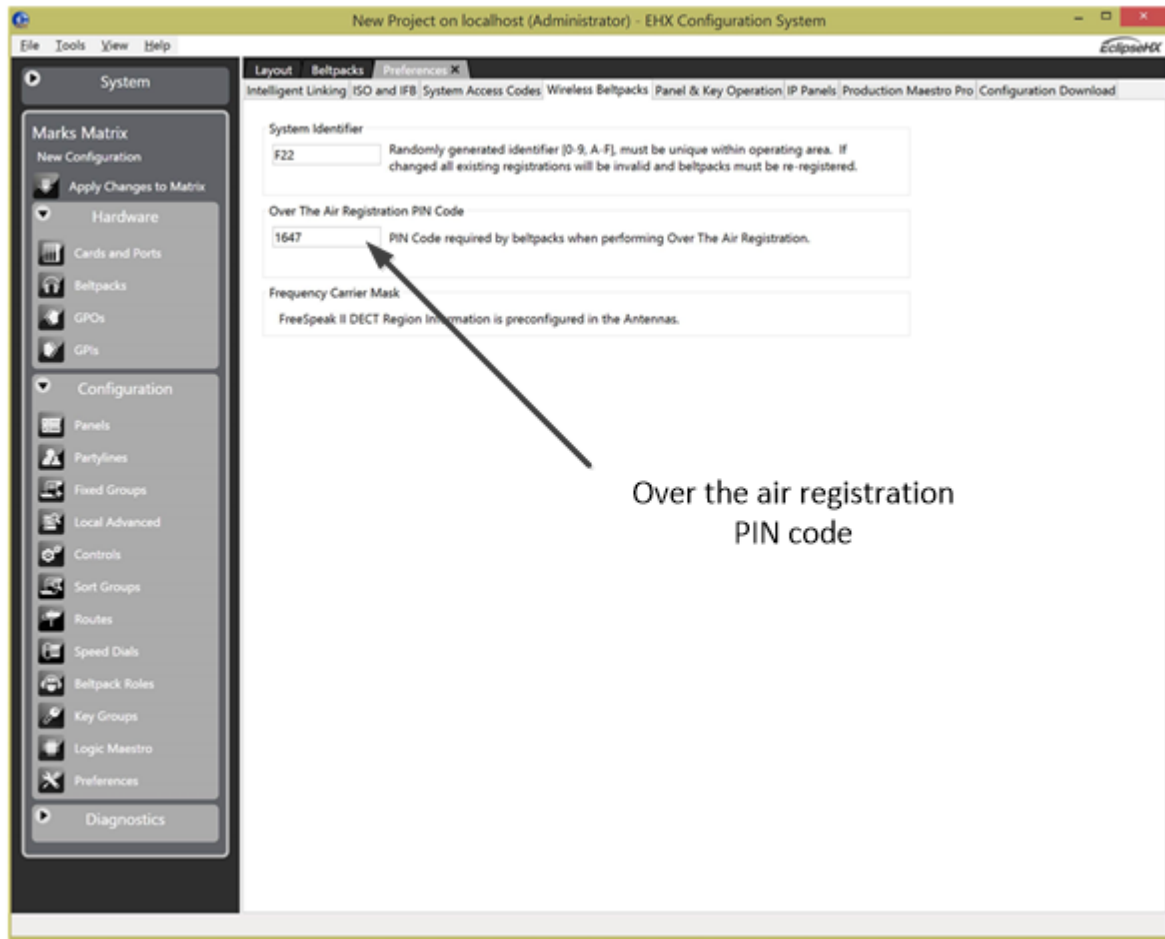 New Project on localhost (Administrator) - EHX Configuration System
File Tools View Help
EclipseHX
System
Layout Beltpacks Preferences X
Intelligent Linking ISO and IFB System Access Codes Wireless Beltpacks Panel & Key Operation IP Panels Production Maestro Pro Configuration Download
Marks Matrix
New Configuration
Apply Changes to Matrix
Hardware
Cards and Ports
Beltpacks
GPOs
GPIs
Configuration
Panels
Partylines
Fixed Groups
Local Advanced
Controls
Sort Groups
Routes
Speed Dials
Beltpack Roles
Key Groups
Logic Maestro
Preferences
Diagnostics
System Identifier
F22
Randomly generated identifier [0-9, A-F], must be unique within operating area. If
changed all existing registrations will be invalid and beltpacks must be re-registered.
Over The Air Registration PIN Code
1647
PIN Code required by beltpacks when performing Over The Air Registration.
Frequency Carrier Mask
FreeSpeak II DECT Region Information is preconfigured in the Antennas.
Over the air registration
PIN code